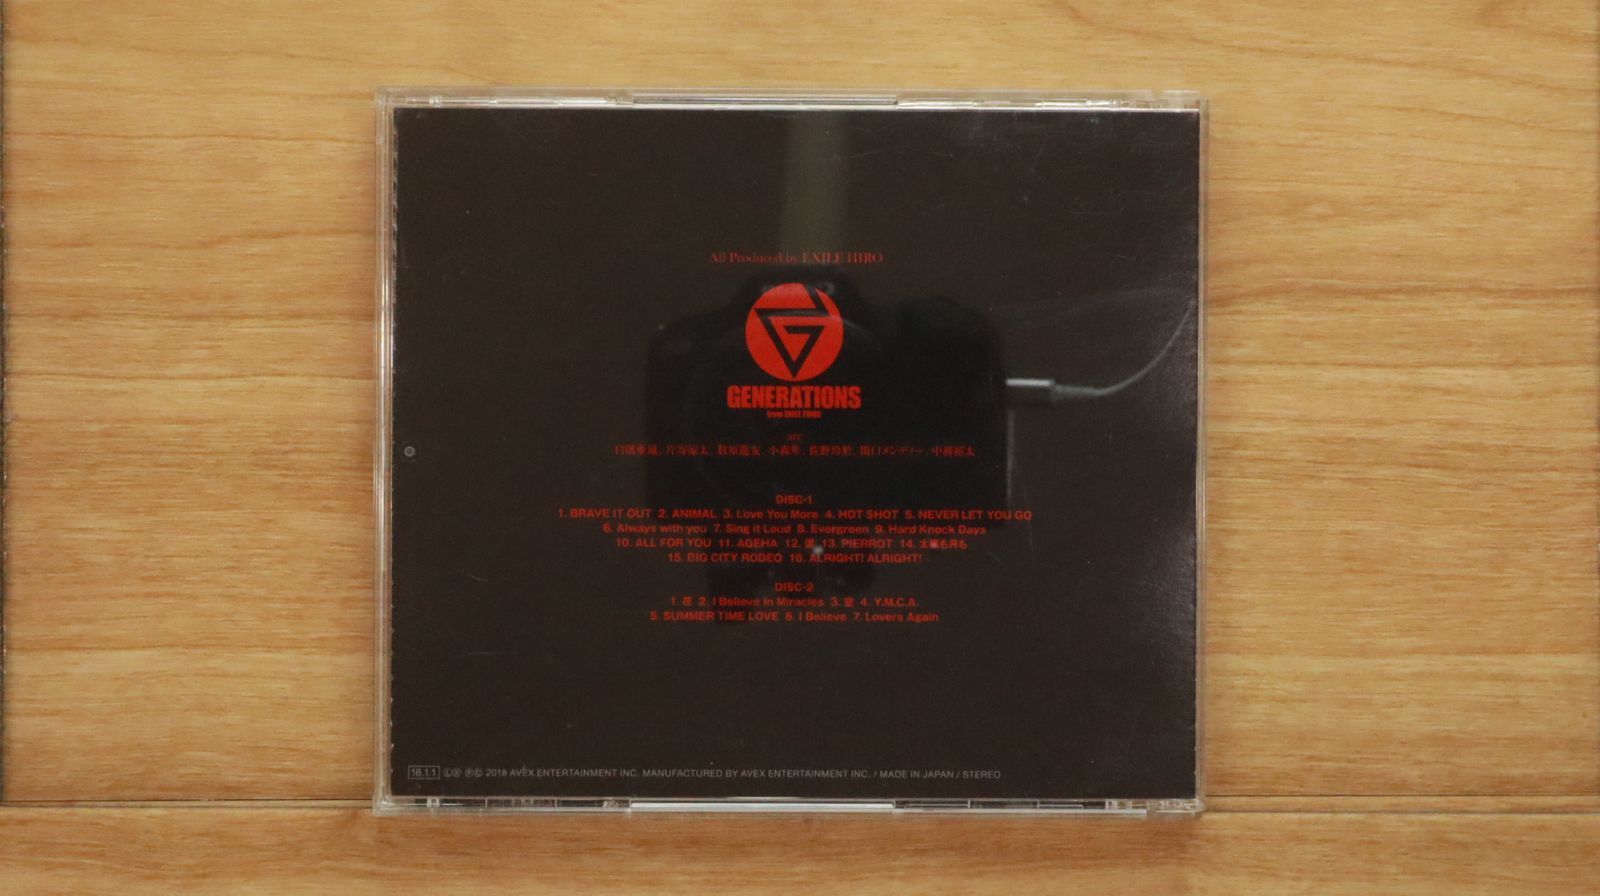 All Produced by EXILE HIRO
GENERATIONS
from EXILE TRIBE
are
白濱亜嵐, 片寄涼太, 数原龍友, 小森隼, 佐野玲於, 関口メンディー, 中務裕太
DISC-1
1. BRAVE IT OUT 2. ANIMAL 3. Love You More 4. HOT SHOT 5. NEVER LET YOU GO
6. Always with you 7. Sing it Loud 8. Evergreen 9. Hard Knock Days
10. ALL FOR YOU 11. AGEHA 12. 涙 13. PIERROT 14. 太陽も月も
15. BIG CITY RODEO 16. ALRIGHT! ALRIGHT!
DISC-2
1. 花 2. I Believe In Miracles 3. 空 4. Y.M.C.A.
5. SUMMER TIME LOVE 6. I Believe 7. Lovers Again
18.1.1 Ⓛ Ⓧ Ⓟ© 2018 AVEX ENTERTAINMENT INC. MANUFACTURED BY AVEX ENTERTAINMENT INC. / MADE IN JAPAN / STEREO